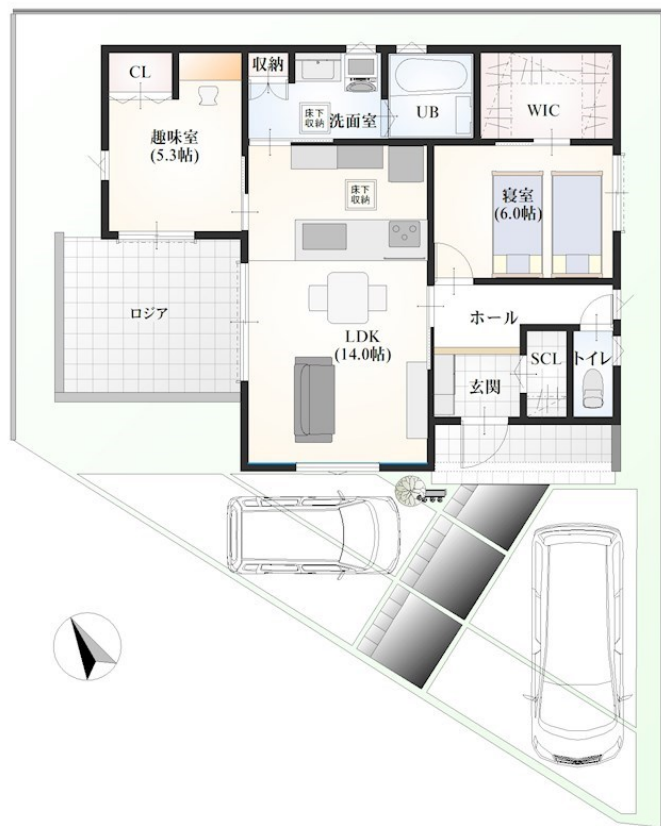 CL
収納
床下
収納
洗面室
UB
WIC
趣味室
(5.3帖)
床下
収納
寝室
(6.0帖)
ロジア
LDK
(14.0帖)
ホール
玄関
SCL
トイレ